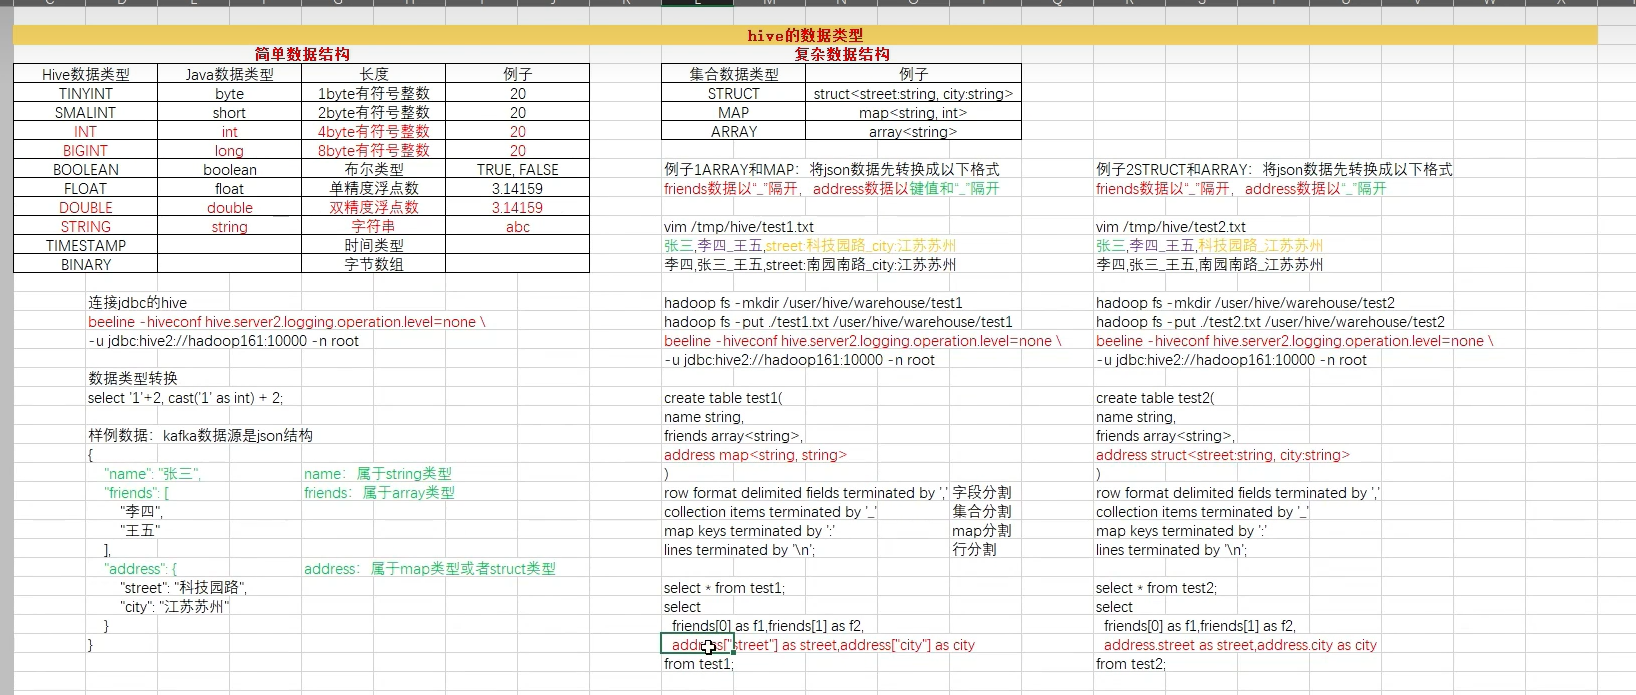 hive的数据类型
简单数据结构
Hive数据类型 Java数据类型 长度 例子
TINYINT byte 1byte有符号整数 20
SMALINT short 2byte有符号整数 20
INT int 4byte有符号整数 20
BIGINT long 8byte有符号整数 20
BOOLEAN boolean 布尔类型 TRUE, FALSE
FLOAT float 单精度浮点数 3.14159
DOUBLE double 双精度浮点数 3.14159
STRING string 字符串 abc
TIMESTAMP 时间类型
BINARY 字节数组
连接jdbc的hive
beeline -hiveconf hive.server2.logging.operation.level=none \
-u jdbc:hive2://hadoop161:10000 -n root
数据类型转换
select '1'+2, cast('1' as int) + 2;
样例数据：kafka数据源是json结构
{
"name": "张三", name：属于string类型
"friends": [ friends：属于array类型
"李四",
"王五"
],
"address": { address：属于map类型或者struct类型
"street": "科技园路",
"city": "江苏苏州"
}
}
复杂数据结构
集合数据类型 例子
STRUCT struct<street:string, city:string>
MAP map<string, int>
ARRAY array<string>
例子1ARRAY和MAP：将json数据先转换成以下格式
friends数据以"_"隔开，address数据以键值和"_"隔开
vim /tmp/hive/test1.txt
张三,李四_王五,street:科技园路_city:江苏苏州
李四,张三_王五,street:南园南路_city:江苏苏州
hadoop fs -mkdir /user/hive/warehouse/test1
hadoop fs -put ./test1.txt /user/hive/warehouse/test1
beeline -hiveconf hive.server2.logging.operation.level=none \
-u jdbc:hive2://hadoop161:10000 -n root
create table test1(
name string,
friends array<string>,
address map<string, string>
)
row format delimited fields terminated by ',' 字段分割
collection items terminated by '_' 集合分割
map keys terminated by ':' map分割
lines terminated by '\n'; 行分割
select * from test1;
select
friends[0] as f1,friends[1] as f2,
address["street"] as street,address["city"] as city
from test1;
例子2STRUCT和ARRAY：将json数据先转换成以下格式
friends数据以"_"隔开，address数据以"_"隔开
vim /tmp/hive/test2.txt
张三,李四_王五,科技园路_江苏苏州
李四,张三_王五,南园南路_江苏苏州
hadoop fs -mkdir /user/hive/warehouse/test2
hadoop fs -put ./test2.txt /user/hive/warehouse/test2
beeline -hiveconf hive.server2.logging.operation.level=none \
-u jdbc:hive2://hadoop161:10000 -n root
create table test2(
name string,
friends array<string>,
address struct<street:string, city:string>
)
row format delimited fields terminated by ','
collection items terminated by '_'
map keys terminated by ':'
lines terminated by '\n';
select * from test2;
select
friends[0] as f1,friends[1] as f2,
address.street as street,address.city as city
from test2;